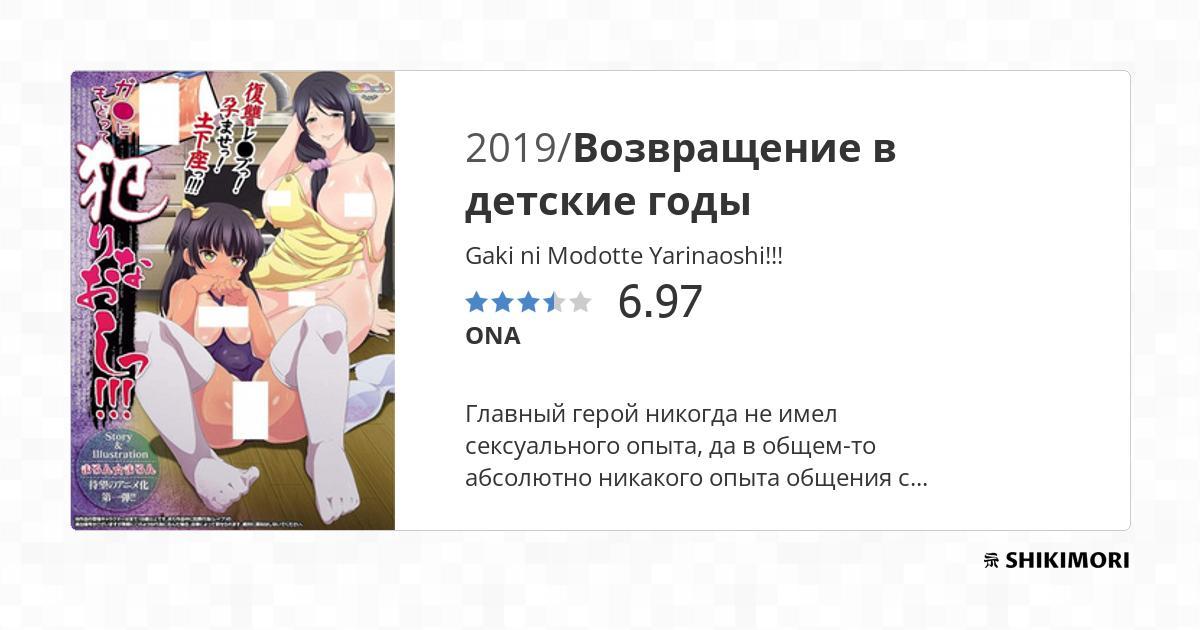 ガ●に
もどって
犯りなおしっ!!!
復讐レ●プっ!
孕ませっ!
土下座っ!!!
Story
&
Illustration
まるん☆まるん
待望のアニメ化
第一弾!!
2019/Возвращение в
детские годы
Gaki ni Modotte Yarinaoshi!!!
6.97
ONA
Главный герой никогда не имел
сексуального опыта, да в общем-то
абсолютно никакого опыта общения с...
SHIKIMORI